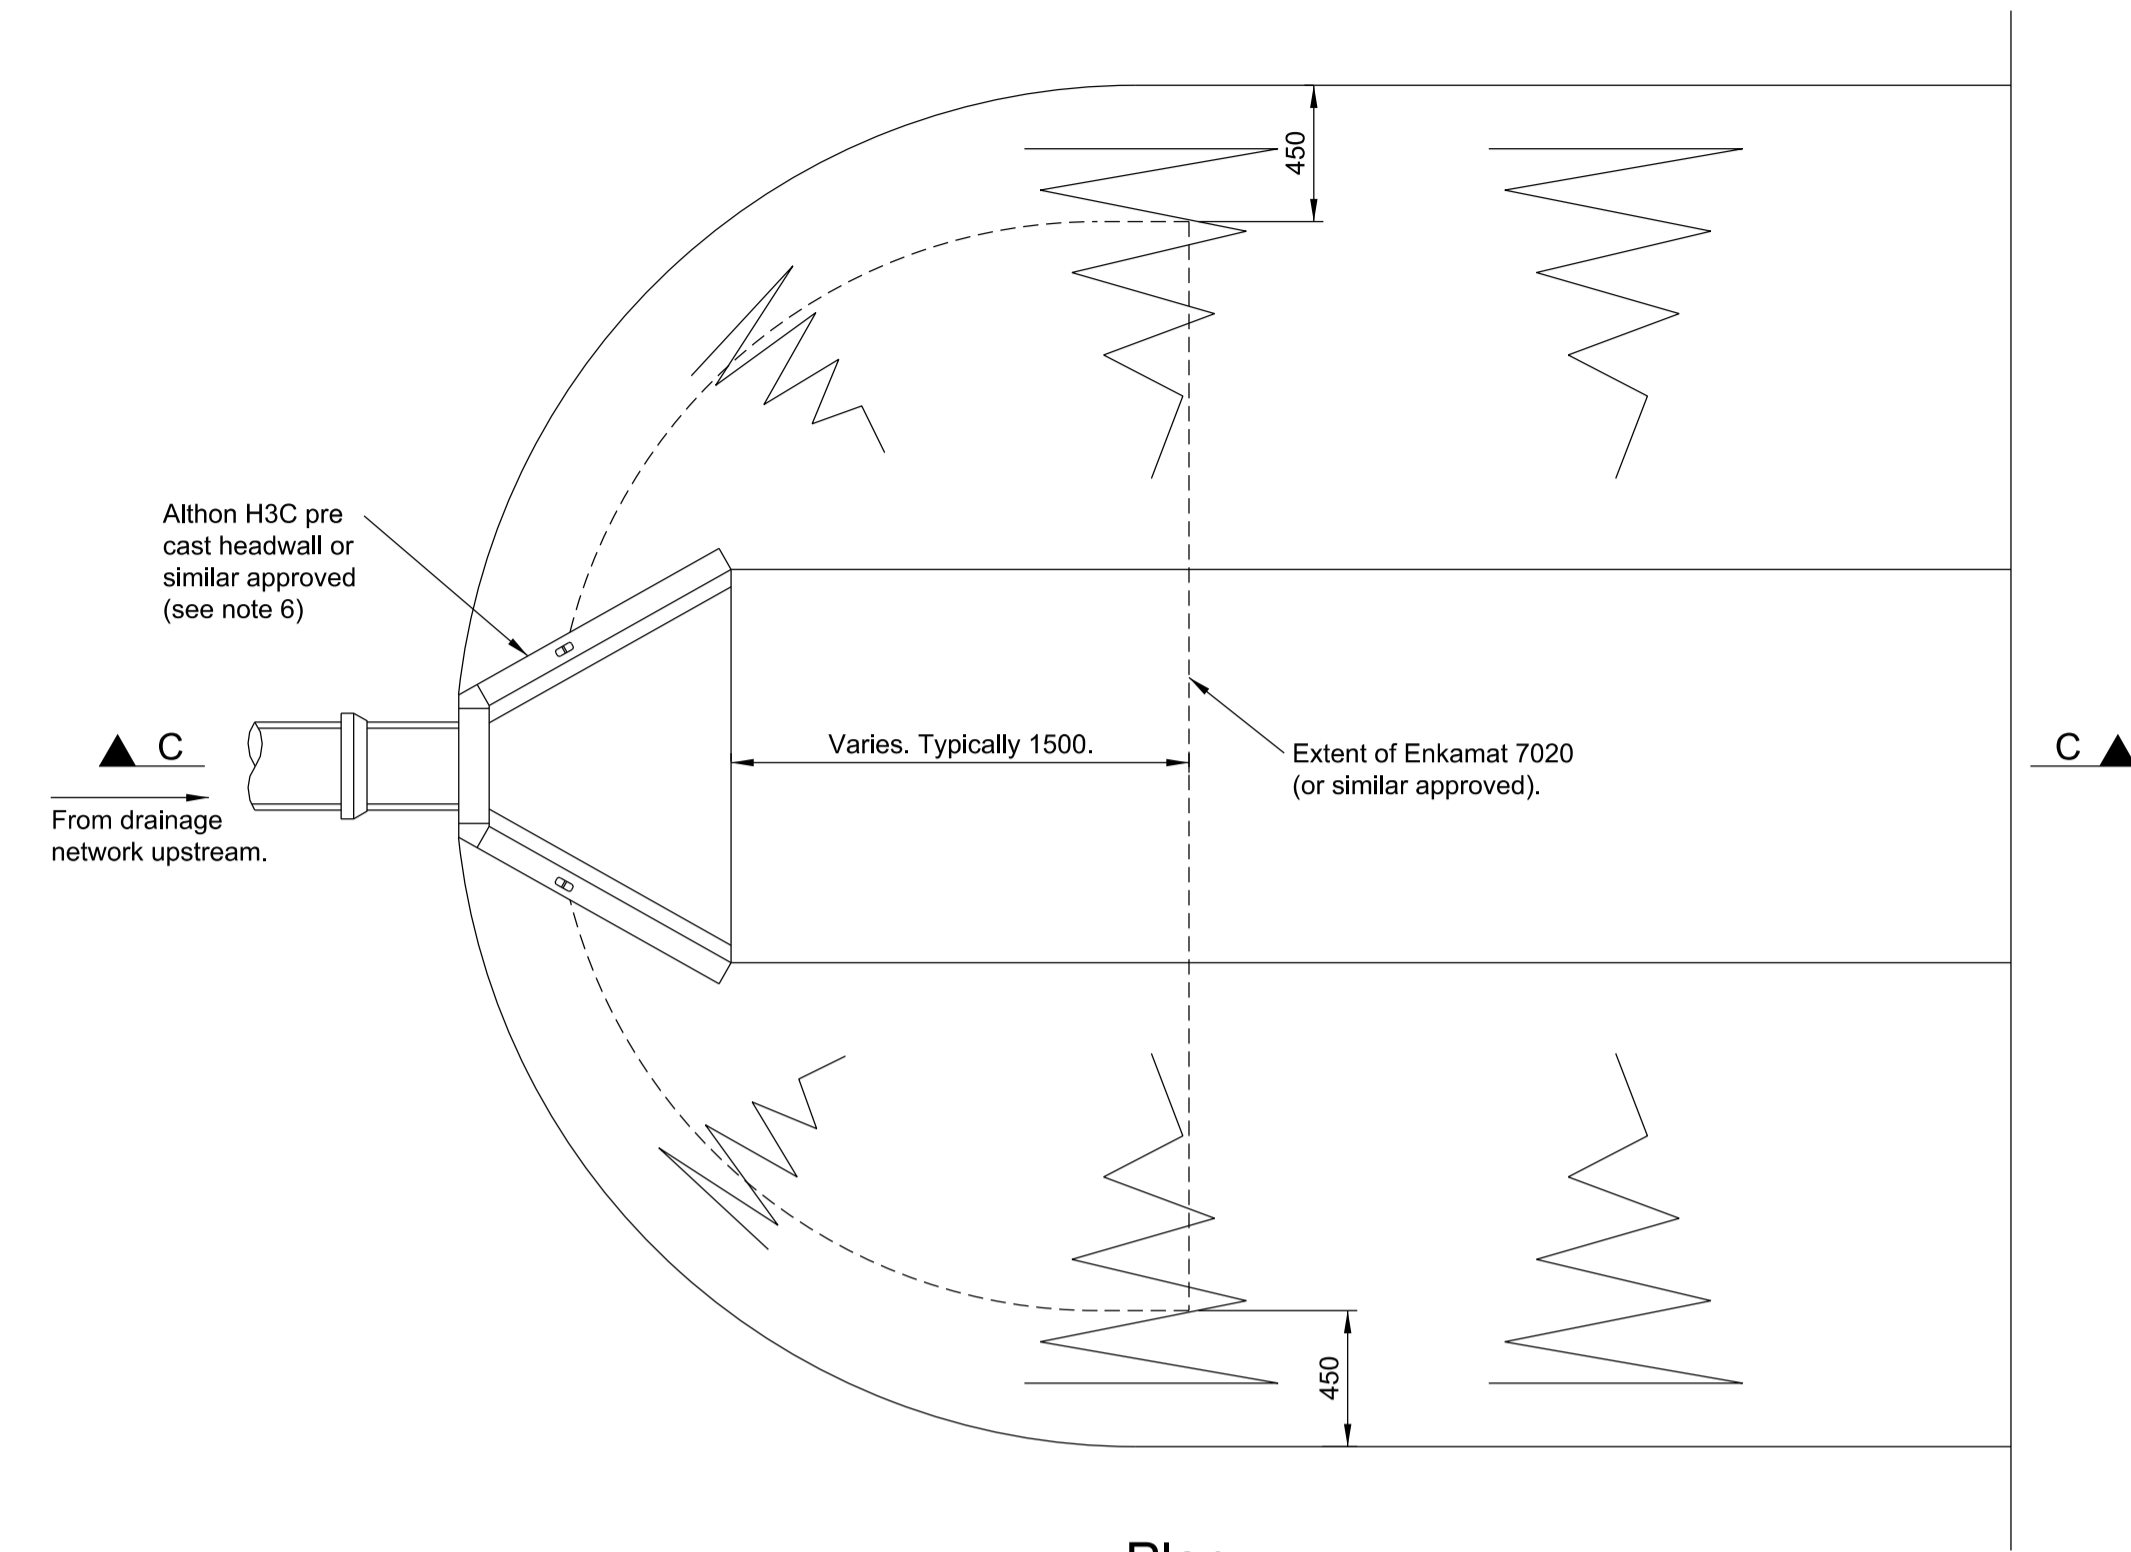 450
Althon H3C pre
cast headwall or
similar approved
(see note 6)
C
From drainage
network upstream.
Varies. Typically 1500.
Extent of Enkamat 7020
(or similar approved).
C
450